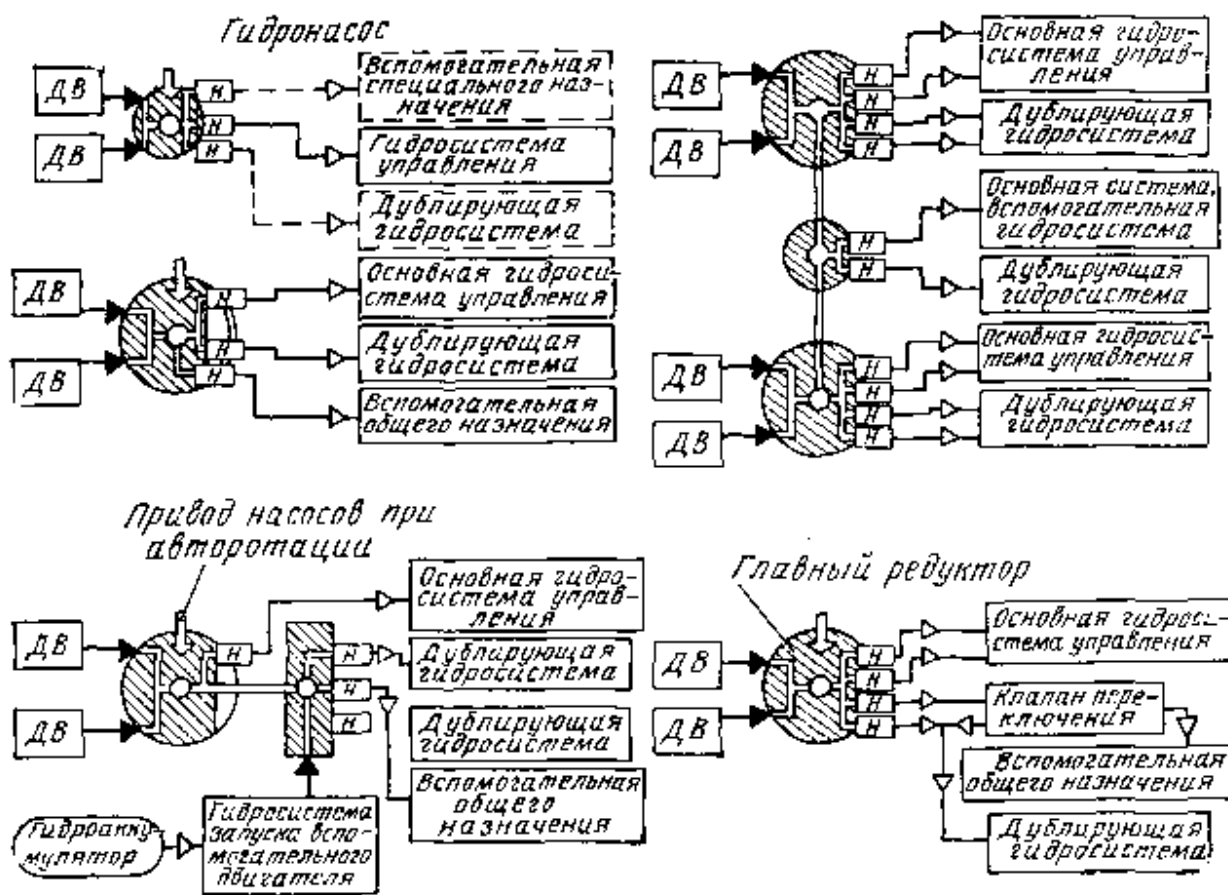 Гидронасос
ДВ
ДВ
Н
Н
Н
Вспомогательная
специального наз-
начения
Гидросистема
управления
Дублирующая
гидросистема
ДВ
ДВ
Н
Н
Н
Основная гидроси-
стема управления
Дублирующая
гидросистема
Вспомогательная
общего назначения
ДВ
ДВ
Н
Н
Н
Н
Основная гидро-
система управ-
ления
Дублирующая
гидросистема
Н
Н
Основная система,
вспомогательная
гидросистема
Дублирующая
гидросистема
ДВ
ДВ
Н
Н
Н
Н
Основная гидросис-
тема управления
Дублирующая
гидросистема
Привод насосов при
авторотации
ДВ
ДВ
Н
Н
Н
Н
Основная гидро-
система управ-
ления
Дублирующая
гидросистема
Дублирующая
гидросистема
Вспомогательная
общего
назначения
Гидроакку-
мулятор
Гидросистема
запуска вспо-
могательного
двигателя
Главный редуктор
ДВ
ДВ
Н
Н
Н
Н
Основная гидроси-
стема управления
Клапан пере-
ключения
Вспомогательная
общего назначения
Дублирующая
гидросистема